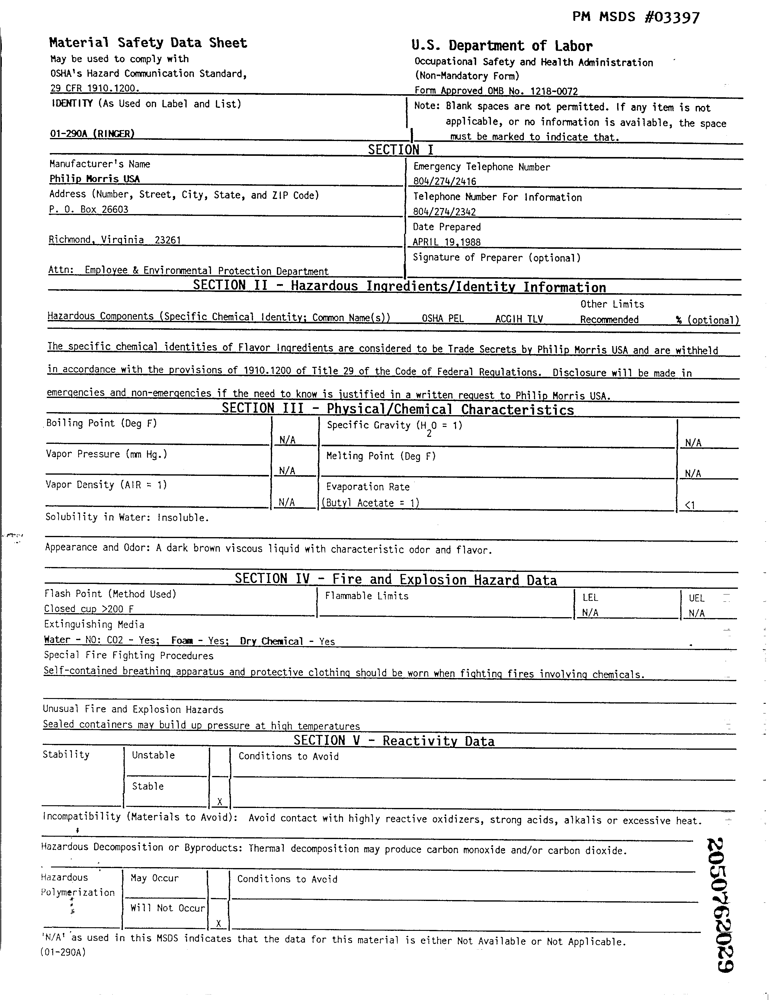 PM MSDS #03397
Material Safety Data Sheet
May be used to comply with
OSHA's Hazard Communication Standard,
29 CFR 1910.1200.
U.S. Department of Labor
Occupational Safety and Health Administration
(Non-Mandatory Form)
Form Approved OMB No. 1218-0072
IDENTITY (As Used on Label and List)
01-290A (RINGER)
Note: Blank spaces are not permitted. If any item is not
applicable, or no information is available, the space
must be marked to indicate that.
SECTION I
Manufacturer's Name
Philip Morris USA
Address (Number, Street, City, State, and ZIP Code)
P. O. Box 26603
Richmond, Virginia 23261
Attn: Employee & Environmental Protection Department
Emergency Telephone Number
804/274/2416
Telephone Number For Information
804/274/2342
Date Prepared
APRIL 19,1988
Signature of Preparer (optional)
SECTION II - Hazardous Ingredients/Identity Information
Other Limits
Hazardous Components (Specific Chemical Identity; Common Name(s)) OSHA PEL ACGIH TLV Recommended % (optional)
The specific chemical identities of Flavor Ingredients are considered to be Trade Secrets by Philip Morris USA and are withheld
in accordance with the provisions of 1910.1200 of Title 29 of the Code of Federal Regulations. Disclosure will be made in
emergencies and non-emergencies if the need to know is justified in a written request to Philip Morris USA.
SECTION III - Physical/Chemical Characteristics
Boiling Point (Deg F) N/A Specific Gravity (H2O = 1) N/A
Vapor Pressure (mm Hg.) N/A Melting Point (Deg F) N/A
Vapor Density (AIR = 1) Evaporation Rate
N/A (Butyl Acetate = 1) <1
Solubility in Water: Insoluble.
Appearance and Odor: A dark brown viscous liquid with characteristic odor and flavor.
SECTION IV - Fire and Explosion Hazard Data
Flash Point (Method Used) Flammable Limits LEL UEL
Closed cup >200 F N/A N/A
Extinguishing Media
Water - NO: CO2 - Yes; Foam - Yes; Dry Chemical - Yes
Special Fire Fighting Procedures
Self-contained breathing apparatus and protective clothing should be worn when fighting fires involving chemicals.
Unusual Fire and Explosion Hazards
Sealed containers may build up pressure at high temperatures
SECTION V - Reactivity Data
Stability Unstable Conditions to Avoid
Stable X
Incompatibility (Materials to Avoid): Avoid contact with highly reactive oxidizers, strong acids, alkalis or excessive heat.
Hazardous Decomposition or Byproducts: Thermal decomposition may produce carbon monoxide and/or carbon dioxide.
Hazardous May Occur Conditions to Avoid
Polymerization
Will Not Occur X
'N/A' as used in this MSDS indicates that the data for this material is either Not Available or Not Applicable.
(01-290A)
2050762029